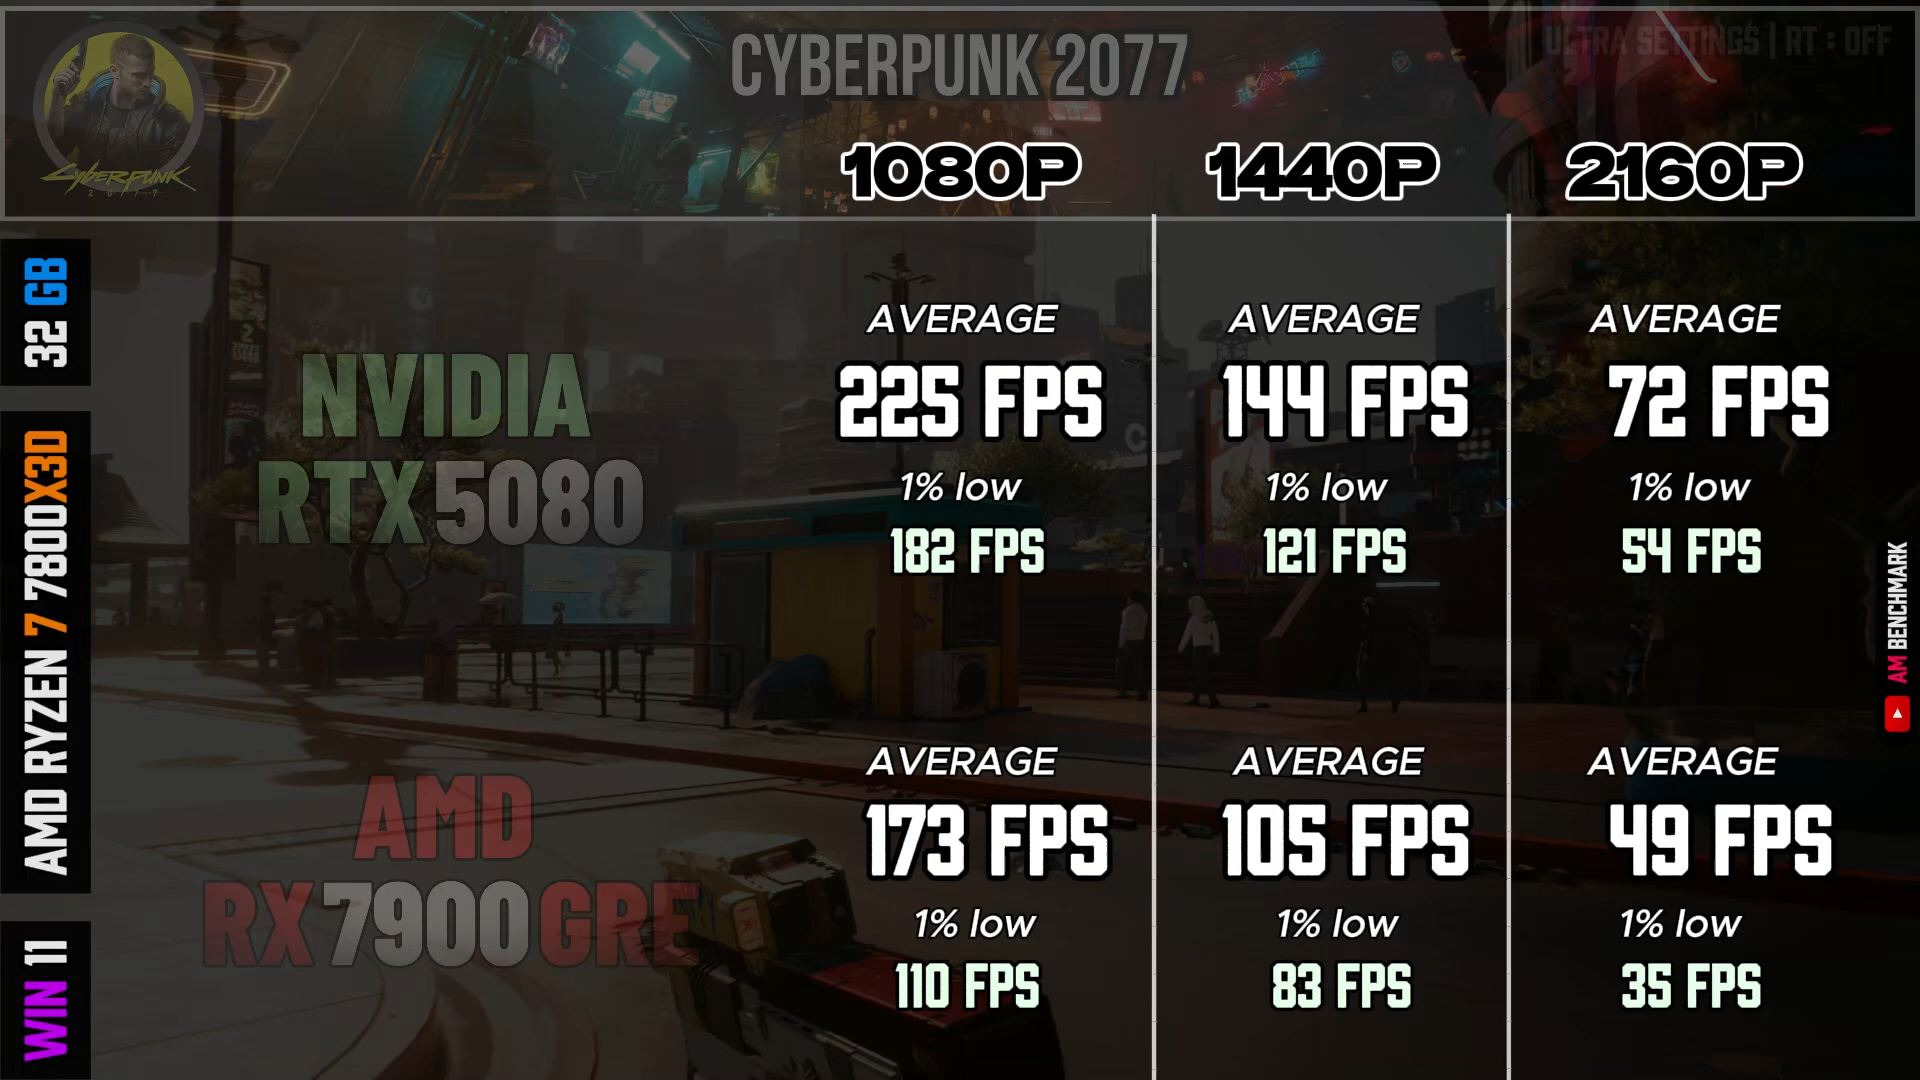 CYBERPUNK 2077
ULTRA SETTINGS | RT : OFF
CYBERPUNK
2077
1080P 1440P 2160P
32 GB
AMD RYZEN 7 7800X3D
WIN 11
NVIDIA
RTX 5080
AVERAGE AVERAGE AVERAGE
225 FPS 144 FPS 72 FPS
1% low 1% low 1% low
182 FPS 121 FPS 54 FPS
AMD
RX 7900 GRE
AVERAGE AVERAGE AVERAGE
173 FPS 105 FPS 49 FPS
1% low 1% low 1% low
110 FPS 83 FPS 35 FPS
AM BENCHMARK